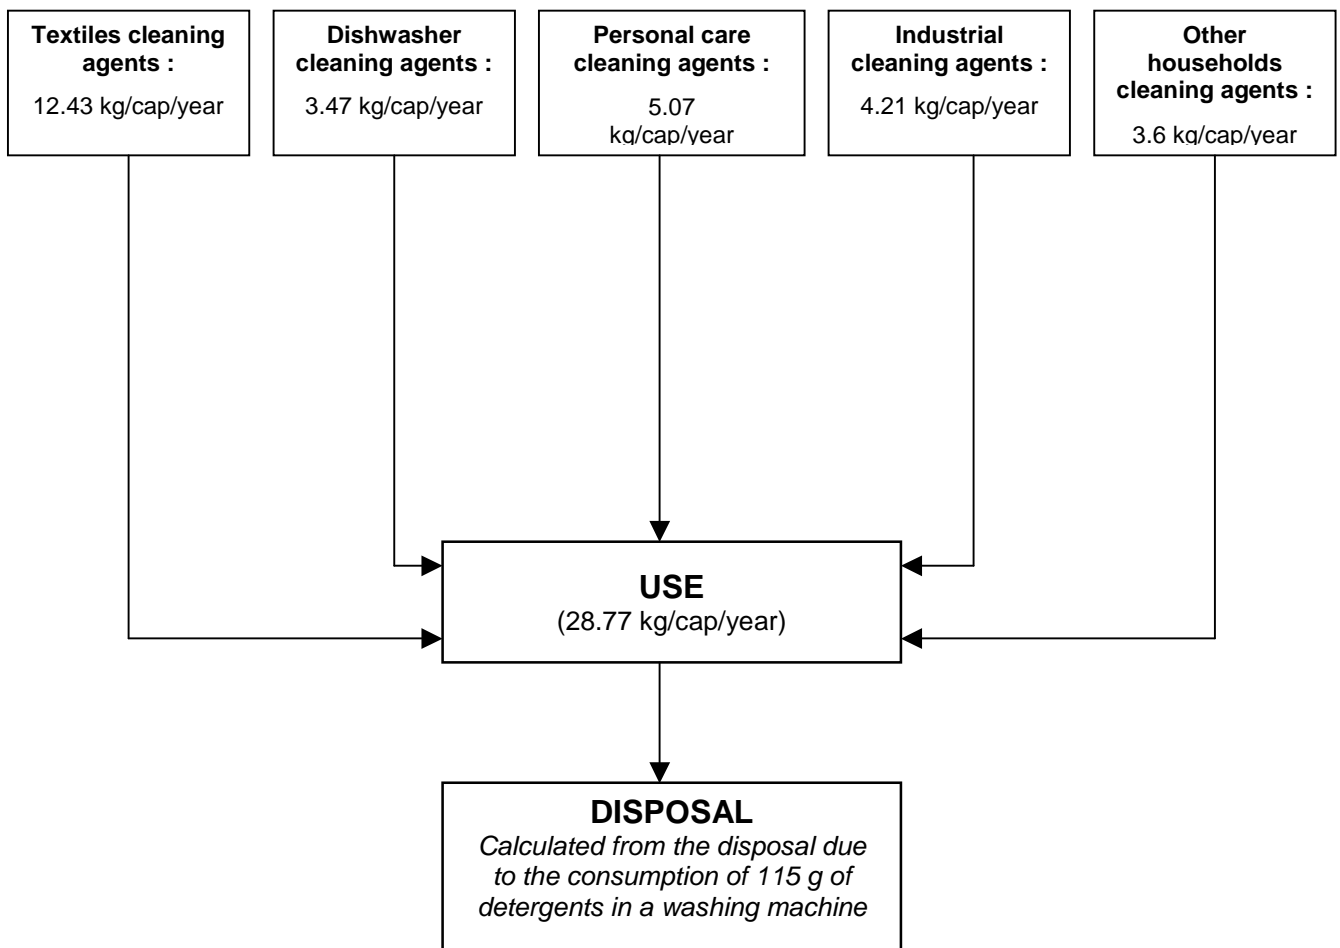 Textiles cleaning
agents :
12.43 kg/cap/year
Dishwasher
cleaning agents :
3.47 kg/cap/year
Personal care
cleaning agents :
5.07
kg/cap/year
Industrial
cleaning agents :
4.21 kg/cap/year
Other
households
cleaning agents :
3.6 kg/cap/year
USE
(28.77 kg/cap/year)
DISPOSAL
Calculated from the disposal due
to the consumption of 115 g of
detergents in a washing machine